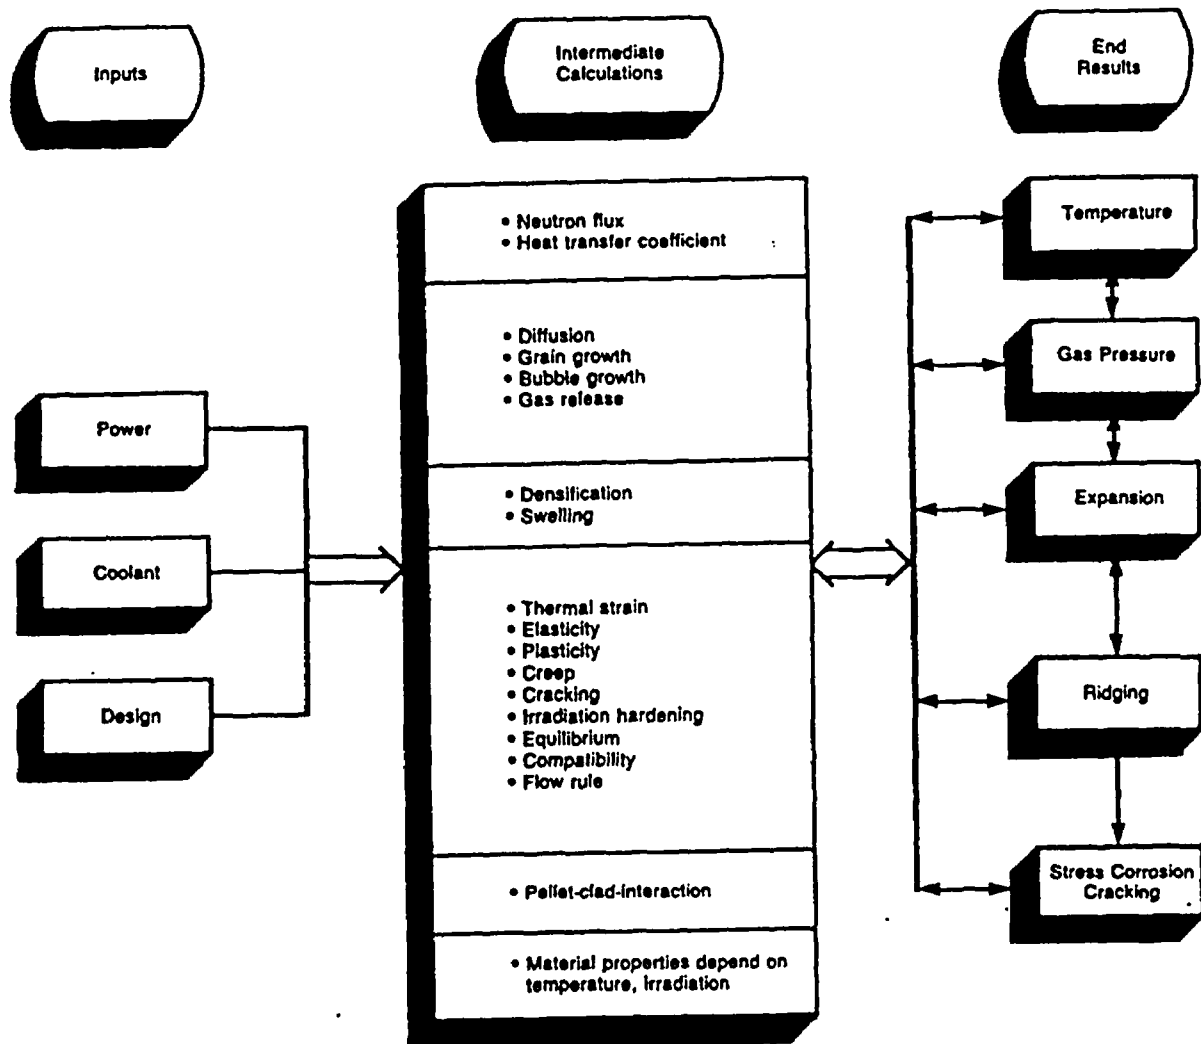 Inputs
Intermediate
Calculations
End
Results
Power
Coolant
Design
• Neutron flux
• Heat transfer coefficient
• Diffusion
• Grain growth
• Bubble growth
• Gas release
• Densification
• Swelling
• Thermal strain
• Elasticity
• Plasticity
• Creep
• Cracking
• Irradiation hardening
• Equilibrium
• Compatibility
• Flow rule
• Pellet-clad-interaction
• Material properties depend on
temperature, irradiation
Temperature
Gas Pressure
Expansion
Ridging
Stress Corrosion
Cracking